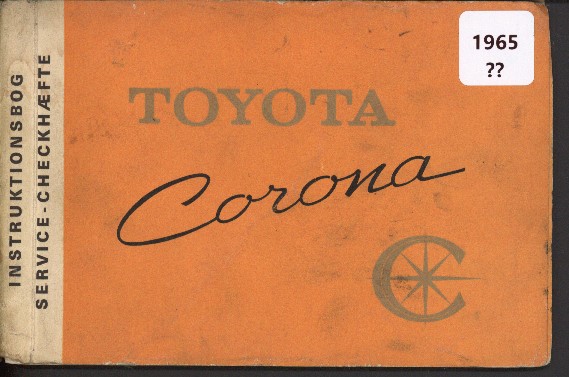 INSTRUKTIONSBOG
SERVICE-CHECKHÆFTE
TOYOTA
Corona
C
1965
??